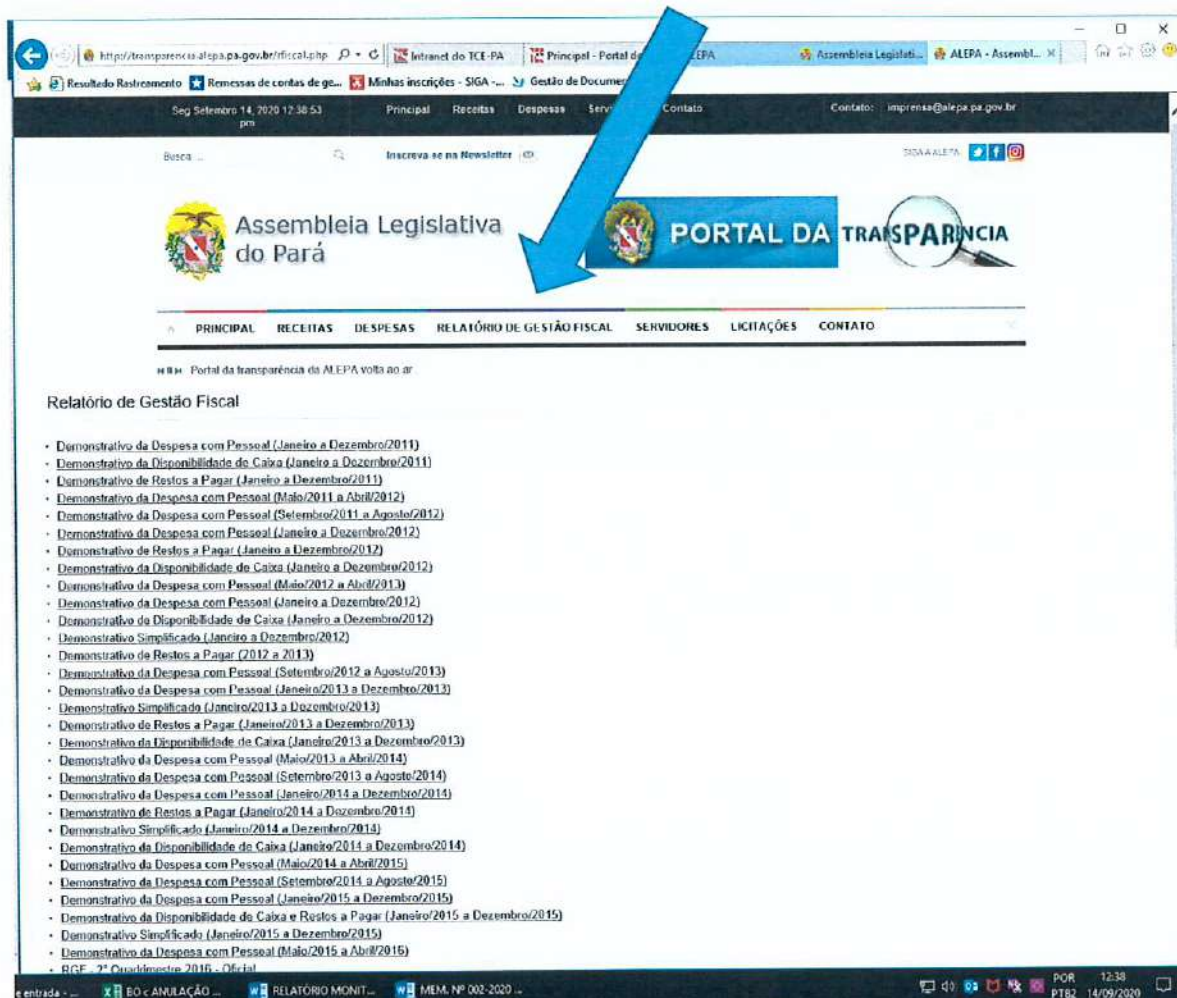 http://transparencia.alepa.pa.gov.br/rfiscal.php
Intranet do TCE-PA
Principal - Portal de
ALEPA
Assembleia Legislati...
ALEPA - Assembl...
Resultado Rastreamento
Remessas de contas de ge...
Minhas inscrições - SIGA -...
Gestão de Documen
Seg Setembro 14, 2020 12:38:53
pm
Principal
Receitas
Despesas
Servi
Contato
Contato: imprensa@alepa.pa.gov.br
Busca ...
Inscreva-se na Newsletter
SIGA A ALEPA
Assembleia Legislativa
do Pará
PORTAL DA TRANSPARÊNCIA
PRINCIPAL
RECEITAS
DESPESAS
RELATÓRIO DE GESTÃO FISCAL
SERVIDORES
LICITAÇÕES
CONTATO
Portal da transparência da ALEPA volta ao ar
Relatório de Gestão Fiscal
• Demonstrativo da Despesa com Pessoal (Janeiro a Dezembro/2011)
• Demonstrativo da Disponibilidade de Caixa (Janeiro a Dezembro/2011)
• Demonstrativo de Restos a Pagar (Janeiro a Dezembro/2011)
• Demonstrativo da Despesa com Pessoal (Maio/2011 a Abril/2012)
• Demonstrativo da Despesa com Pessoal (Setembro/2011 a Agosto/2012)
• Demonstrativo da Despesa com Pessoal (Janeiro a Dezembro/2012)
• Demonstrativo de Restos a Pagar (Janeiro a Dezembro/2012)
• Demonstrativo da Disponibilidade de Caixa (Janeiro a Dezembro/2012)
• Demonstrativo da Despesa com Pessoal (Maio/2012 a Abril/2013)
• Demonstrativo da Despesa com Pessoal (Janeiro a Dezembro/2012)
• Demonstrativo de Disponibilidade de Caixa (Janeiro a Dezembro/2012)
• Demonstrativo Simplificado (Janeiro a Dezembro/2012)
• Demonstrativo de Restos a Pagar (2012 a 2013)
• Demonstrativo da Despesa com Pessoal (Setembro/2012 a Agosto/2013)
• Demonstrativo da Despesa com Pessoal (Janeiro/2013 a Dezembro/2013)
• Demonstrativo Simplificado (Janeiro/2013 a Dezembro/2013)
• Demonstrativo de Restos a Pagar (Janeiro/2013 a Dezembro/2013)
• Demonstrativo da Disponibilidade de Caixa (Janeiro/2013 a Dezembro/2013)
• Demonstrativo da Despesa com Pessoal (Maio/2013 a Abril/2014)
• Demonstrativo da Despesa com Pessoal (Setembro/2013 a Agosto/2014)
• Demonstrativo da Despesa com Pessoal (Janeiro/2014 a Dezembro/2014)
• Demonstrativo de Restos a Pagar (Janeiro/2014 a Dezembro/2014)
• Demonstrativo Simplificado (Janeiro/2014 a Dezembro/2014)
• Demonstrativo da Disponibilidade de Caixa (Janeiro/2014 a Dezembro/2014)
• Demonstrativo da Despesa com Pessoal (Maio/2014 a Abril/2015)
• Demonstrativo da Despesa com Pessoal (Setembro/2014 a Agosto/2015)
• Demonstrativo da Despesa com Pessoal (Janeiro/2015 a Dezembro/2015)
• Demonstrativo da Disponibilidade de Caixa e Restos a Pagar (Janeiro/2015 a Dezembro/2015)
• Demonstrativo Simplificado (Janeiro/2015 a Dezembro/2015)
• Demonstrativo da Despesa com Pessoal (Maio/2015 a Abril/2016)
• RGF - 2º Quadrimestre 2016 - Oficial
e entrada - ...
BO c ANULAÇÃO ...
RELATÓRIO MONIT...
MEM. Nº 002-2020 ...
POR
PTB2
12:38
14/09/2020